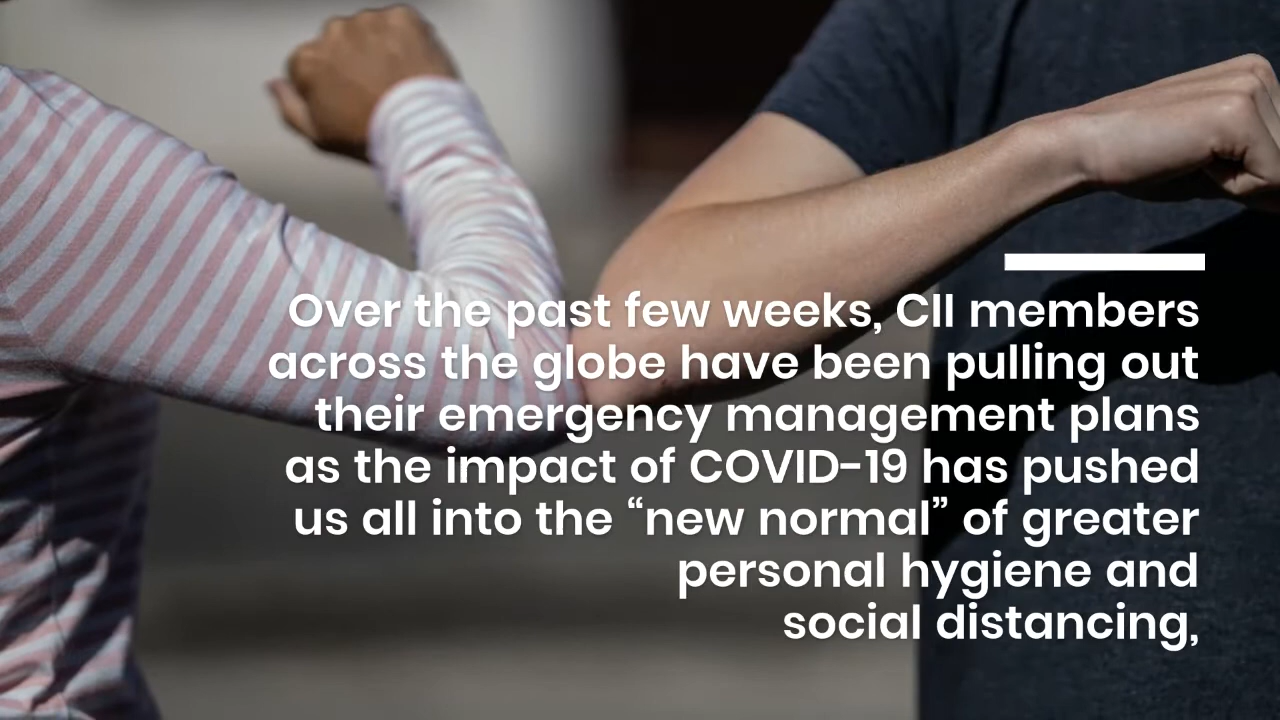 Over the past few weeks, CII members
across the globe have been pulling out
their emergency management plans
as the impact of COVID-19 has pushed
us all into the “new normal” of greater
personal hygiene and
social distancing,